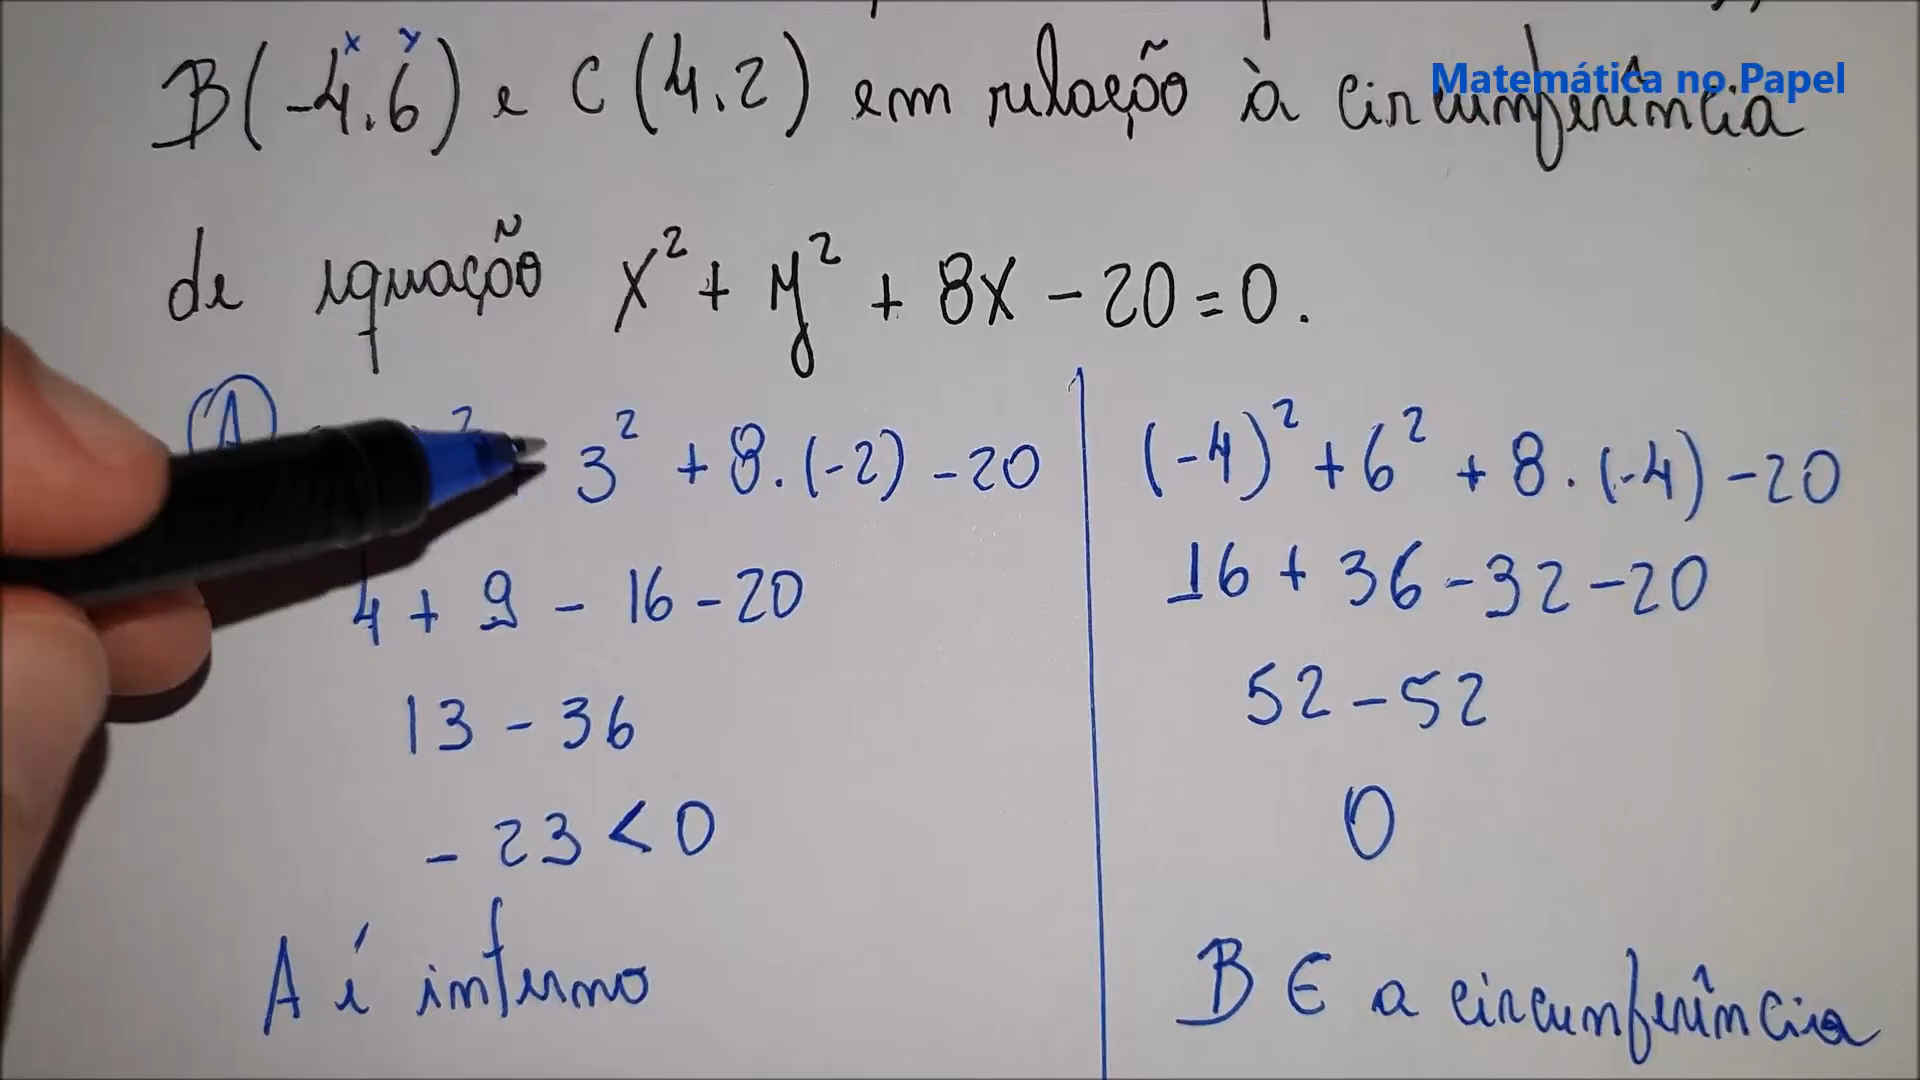 Matemática no Papel
x y
B(-4.6) e C(4.2) em relação à circunferência
de equação x² + y² + 8x - 20 = 0.
A 2 3² + 8.(-2) - 20
4 + 9 - 16 - 20
13 - 36
- 23 < 0
A é interno
(-4)² + 6² + 8.(-4) - 20
16 + 36 - 32 - 20
52 - 52
0
B ∈ a circunferência